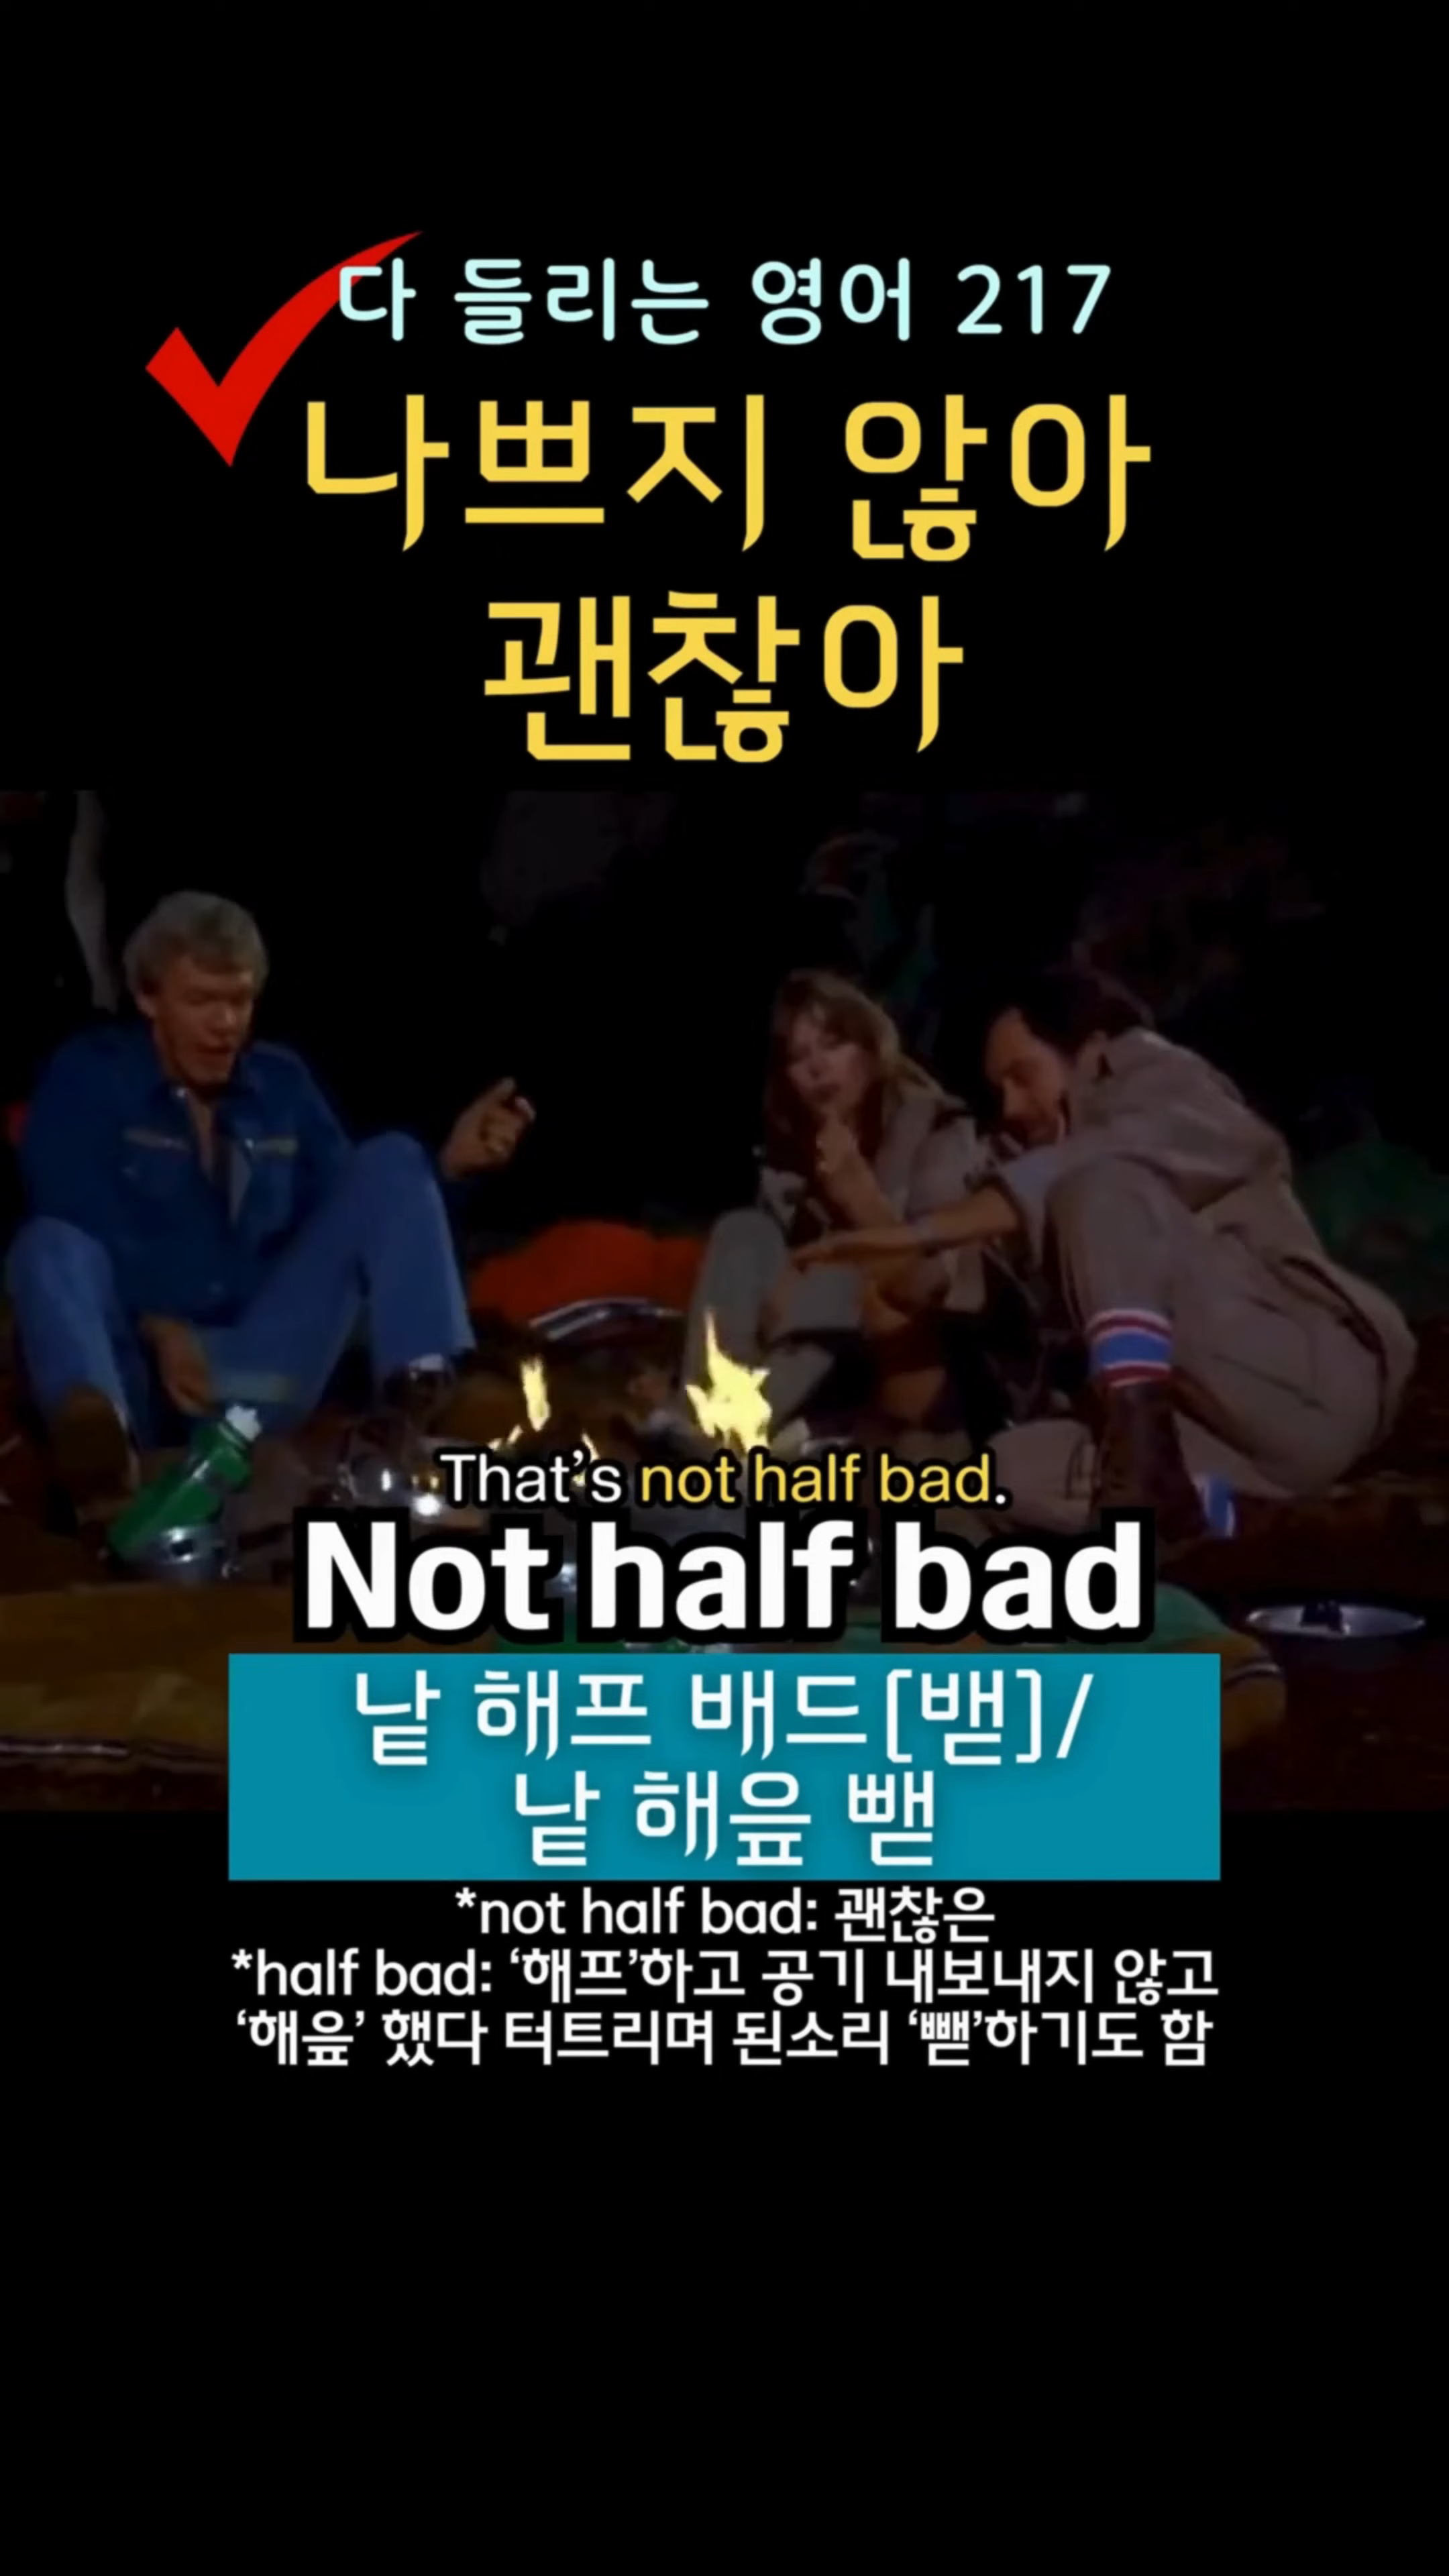 다 들리는 영어 217
나쁘지 않아
괜찮아
That’s not half bad.
Not half bad
낱 해프 배드[밷]/
낱 해읖 뺃
*not half bad: 괜찮은
*half bad: ‘해프’하고 공기 내보내지 않고
‘해읖’ 했다 터트리며 된소리 ‘뺃’하기도 함